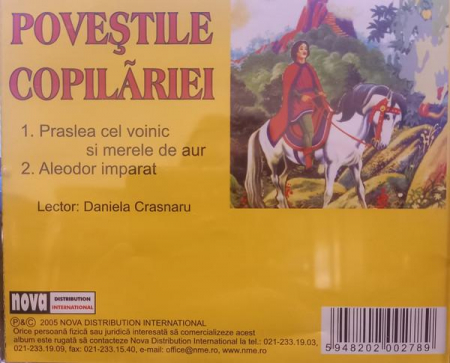 POVEŞTILE
COPILĂRIEI
1. Praslea cel voinic
si merele de aur
2. Aleodor imparat
Lector: Daniela Crasnaru
nova DISTRIBUTION
INTERNATIONAL
℗&© 2005 NOVA DISTRIBUTION INTERNATIONAL
Orice persoană fizică sau juridică interesată să comercializeze acest
album este rugată să contacteze Nova Distribution International la tel.: 021-233.19.03,
021-233.19.09, fax: 021-233.15.40, e-mail: office@nme.ro, www.nme.ro
5 948202 002789